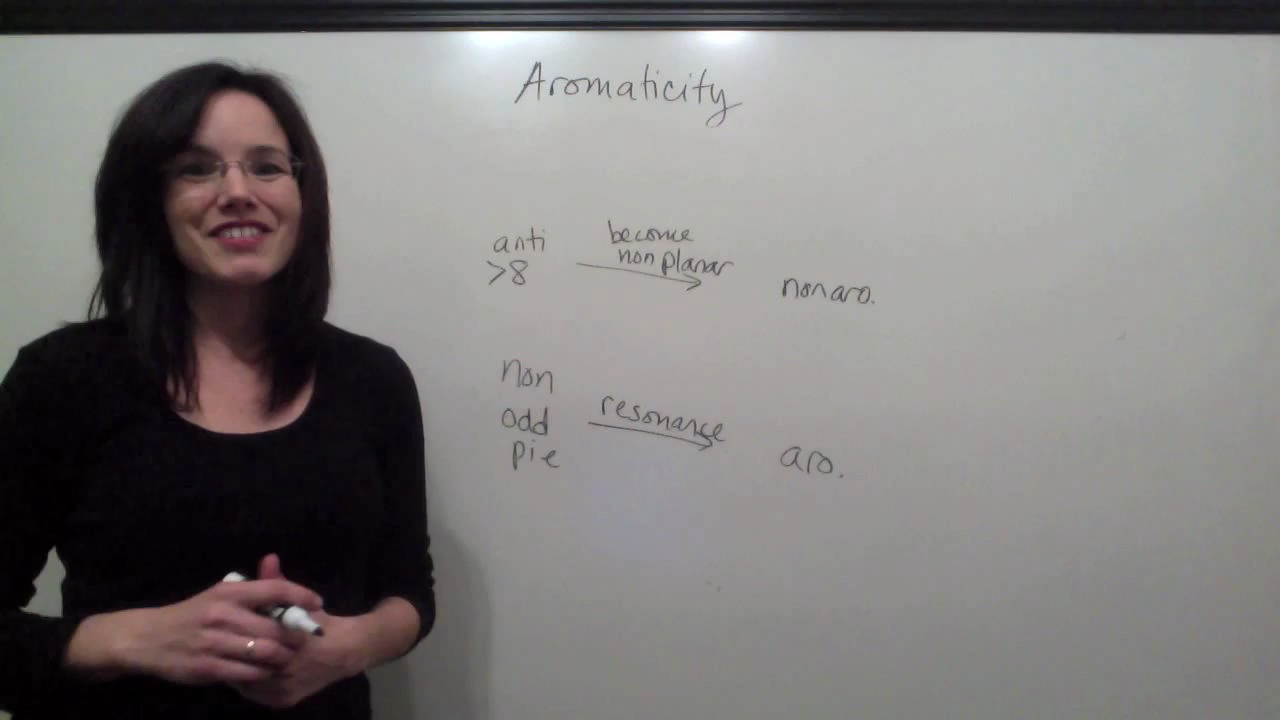 Aromaticity
anti
>8
become
non planar
nonaro.
non
odd
pie
resonance
aro.